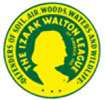 DEFENDERS OF SOIL, AIR, WOODS, WATERS, AND WILDLIFE
THE IZAAK WALTON LEAGUE